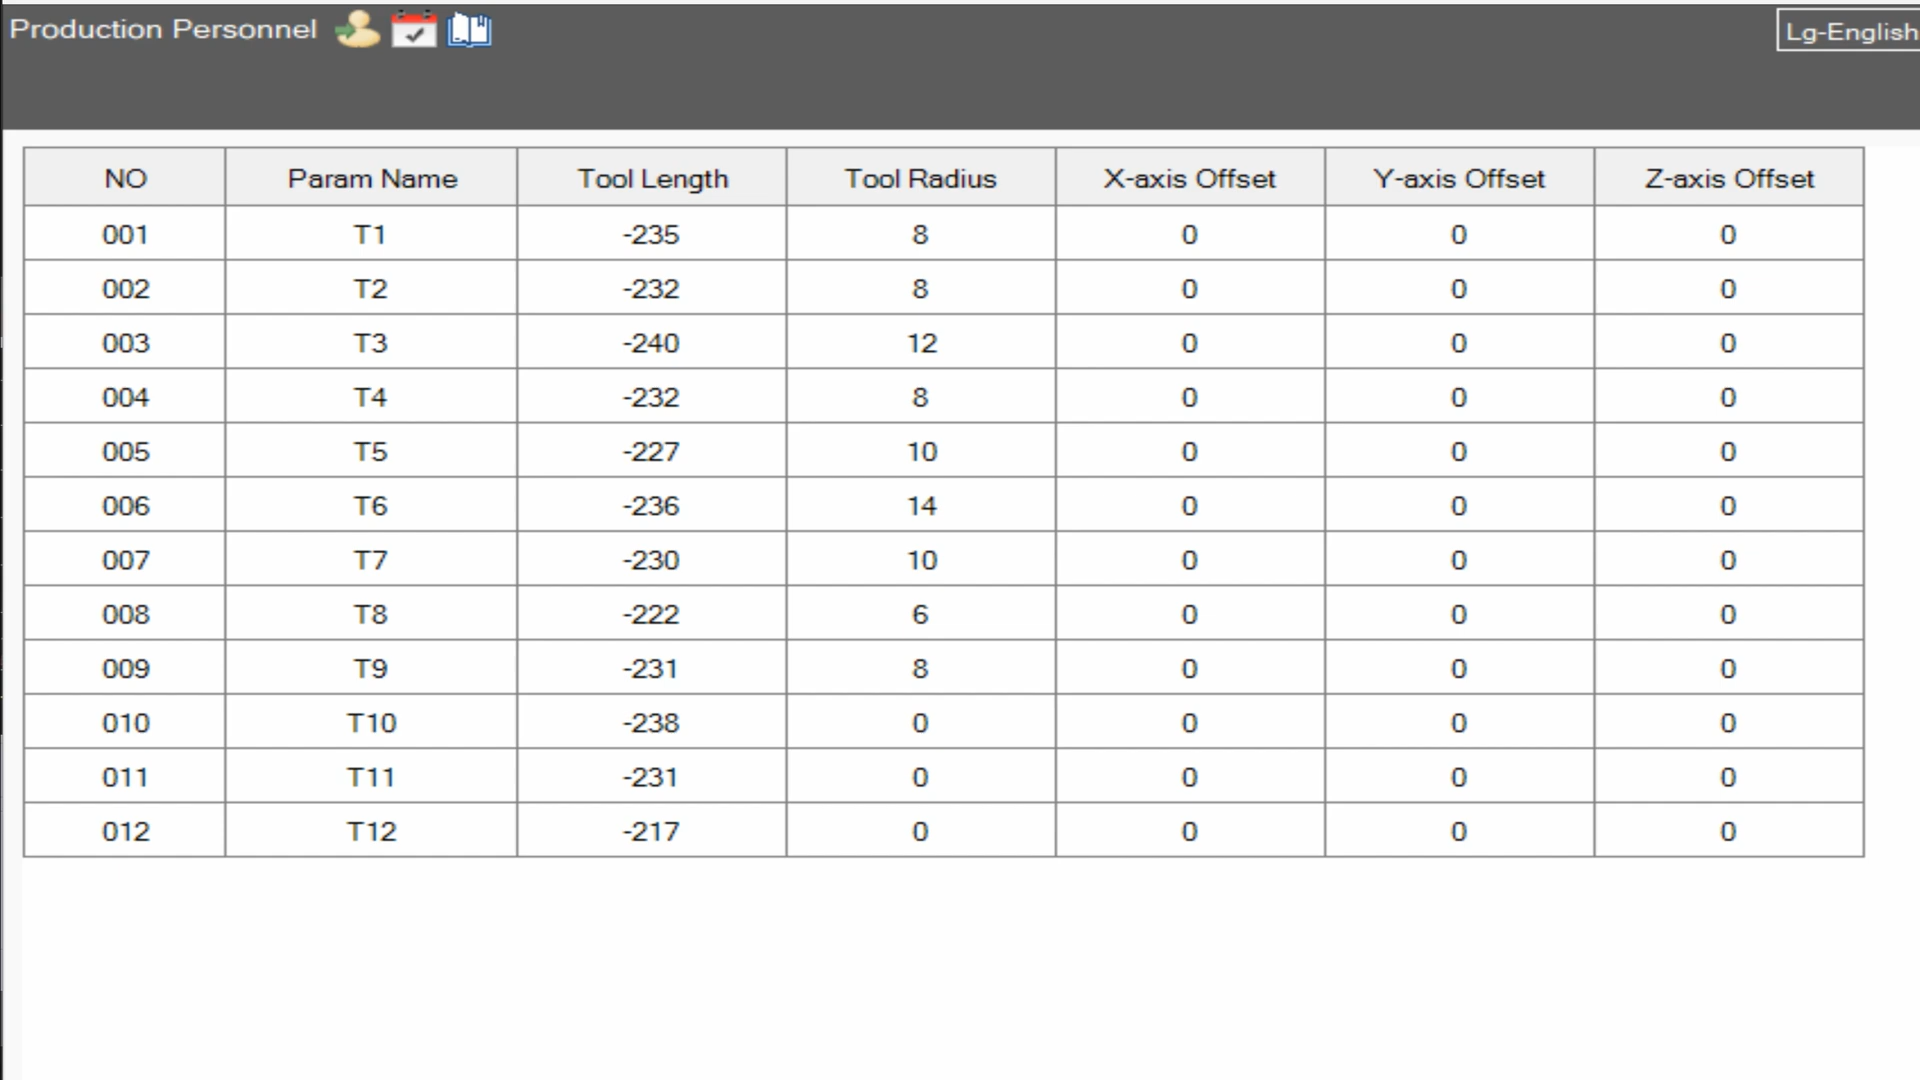 Production Personnel
Lg-English
NO Param Name Tool Length Tool Radius X-axis Offset Y-axis Offset Z-axis Offset
001 T1 -235 8 0 0 0
002 T2 -232 8 0 0 0
003 T3 -240 12 0 0 0
004 T4 -232 8 0 0 0
005 T5 -227 10 0 0 0
006 T6 -236 14 0 0 0
007 T7 -230 10 0 0 0
008 T8 -222 6 0 0 0
009 T9 -231 8 0 0 0
010 T10 -238 0 0 0 0
011 T11 -231 0 0 0 0
012 T12 -217 0 0 0 0